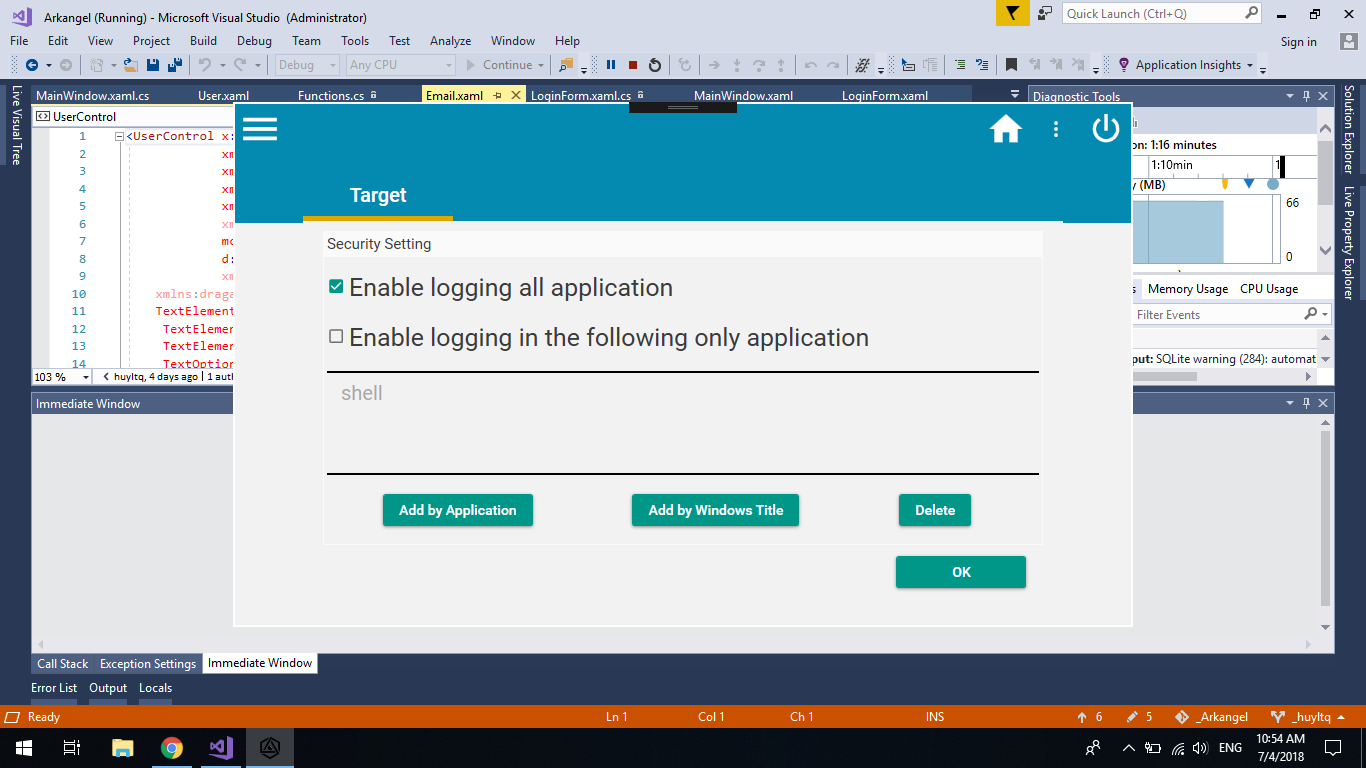 Arkangel (Running) - Microsoft Visual Studio (Administrator)
Quick Launch (Ctrl+Q)
File Edit View Project Build Debug Team Tools Test Analyze Window Help
Sign in
Debug Any CPU Continue Application Insights
Live Visual Tree
MainWindow.xaml.cs User.xaml Functions.cs Email.xaml LoginForm.xaml.cs MainWindow.xaml LoginForm.xaml
Diagnostic Tools
Solution Explorer
Live Property Explorer
UserControl
on: 1:16 minutes
1:10min
(MB)
66
0
Memory Usage CPU Usage
Filter Events
put: SQLite warning (284): automat
1 <UserControl x:
2 xm
3 xm
4 xm
5 xm
6 xm
7 mc
8 d:
9 xm
10 xmlns:draga
11 TextElement
12 TextElemen
13 TextElemen
14 TextOption
103 %
huyltq, 4 days ago | 1 aut
Target
Security Setting
Enable logging all application
Enable logging in the following only application
shell
Add by Application Add by Windows Title Delete
OK
Immediate Window
Call Stack Exception Settings Immediate Window
Error List Output Locals
Ready Ln 1 Col 1 Ch 1 INS 6 5 _Arkangel _huyltq
ENG
10:54 AM
7/4/2018